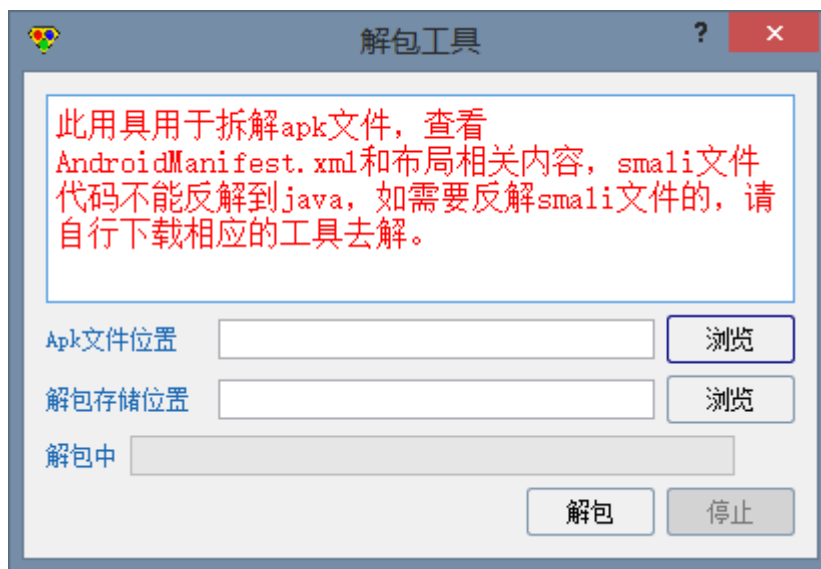 解包工具
?
×
此用具用于拆解apk文件，查看
AndroidManifest.xml和布局相关内容，smali文件
代码不能反解到java，如需要反解smali文件的，请
自行下载相应的工具去解。
Apk文件位置
浏览
解包存储位置
浏览
解包中
解包
停止